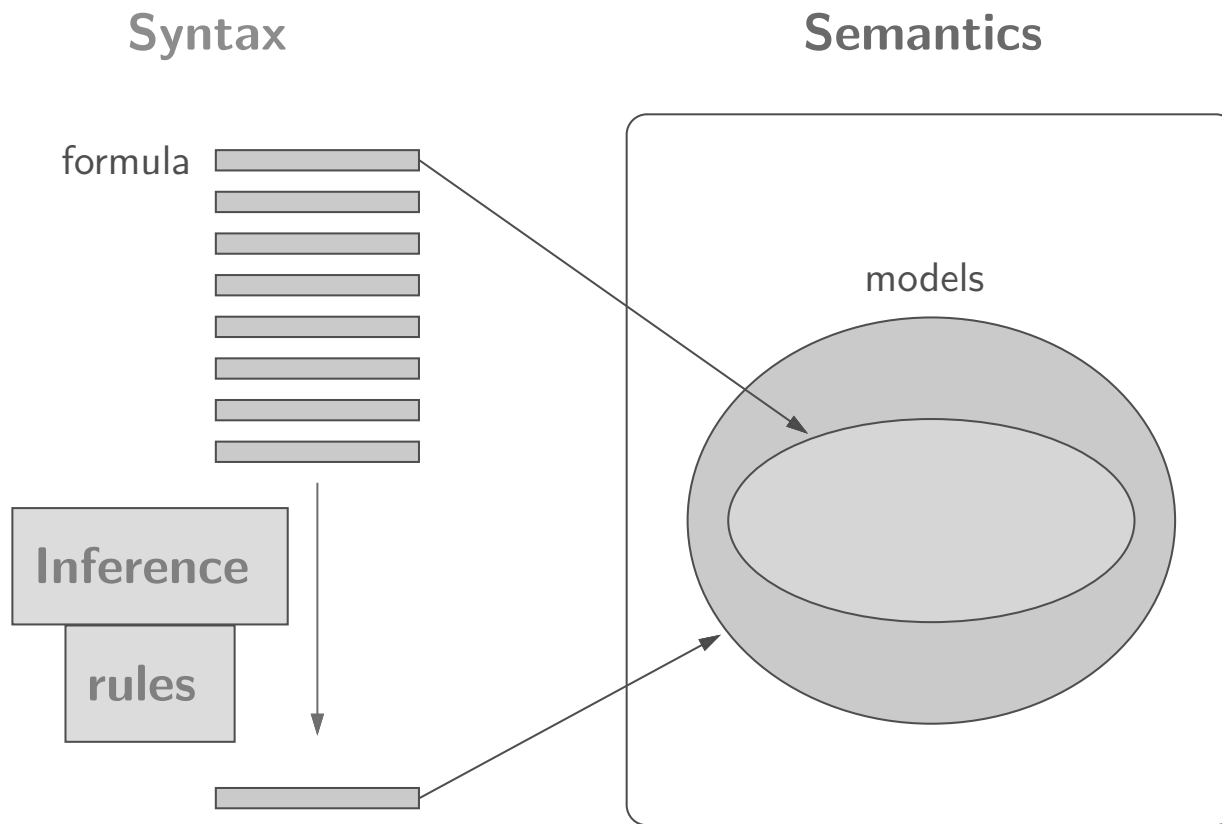 Syntax
Semantics
formula
models
Inference
rules